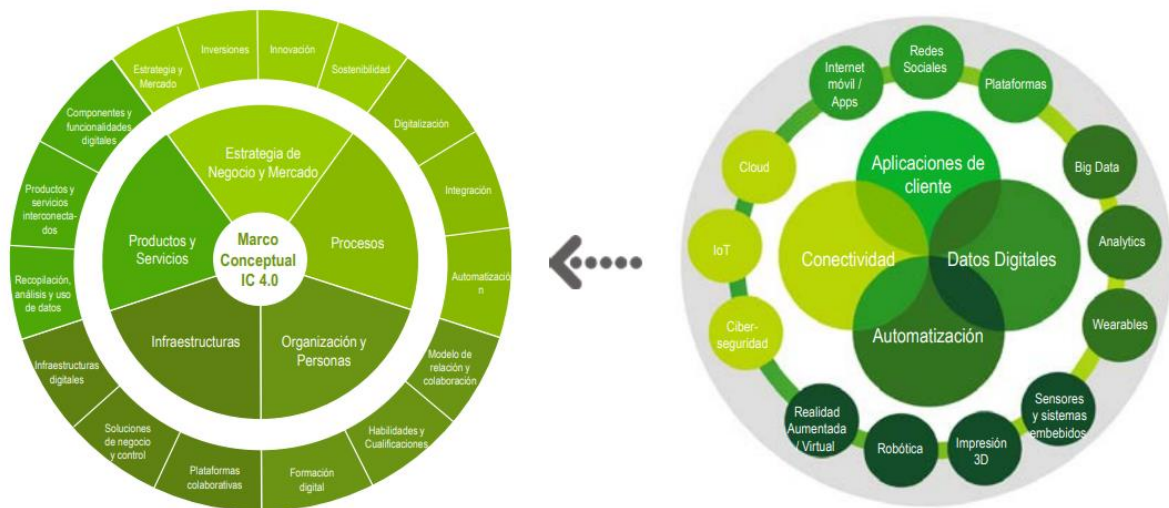 Inversiones
Innovación
Estrategia y
Mercado
Sostenibilidad
Componentes y
funcionalidades
digitales
Digitalización
Productos y
servicios
interconecta-
dos
Integración
Recopilación,
análisis y uso
de datos
Automatizació
n
Infraestructuras
digitales
Modelo de
relación y
colaboración
Soluciones
de negocio
y control
Habilidades y
Cualificaciones
Plataformas
colaborativas
Formación
digital
Estrategia de
Negocio y Mercado
Productos y
Servicios
Procesos
Infraestructuras
Organización y
Personas
Marco
Conceptual
IC 4.0
Redes
Sociales
Internet
móvil /
Apps
Plataformas
Cloud
Big Data
IoT
Analytics
Ciber-
seguridad
Wearables
Realidad
Aumentada
/ Virtual
Robótica
Impresión
3D
Sensores
y sistemas
embebidos
Aplicaciones de
cliente
Conectividad
Datos Digitales
Automatización